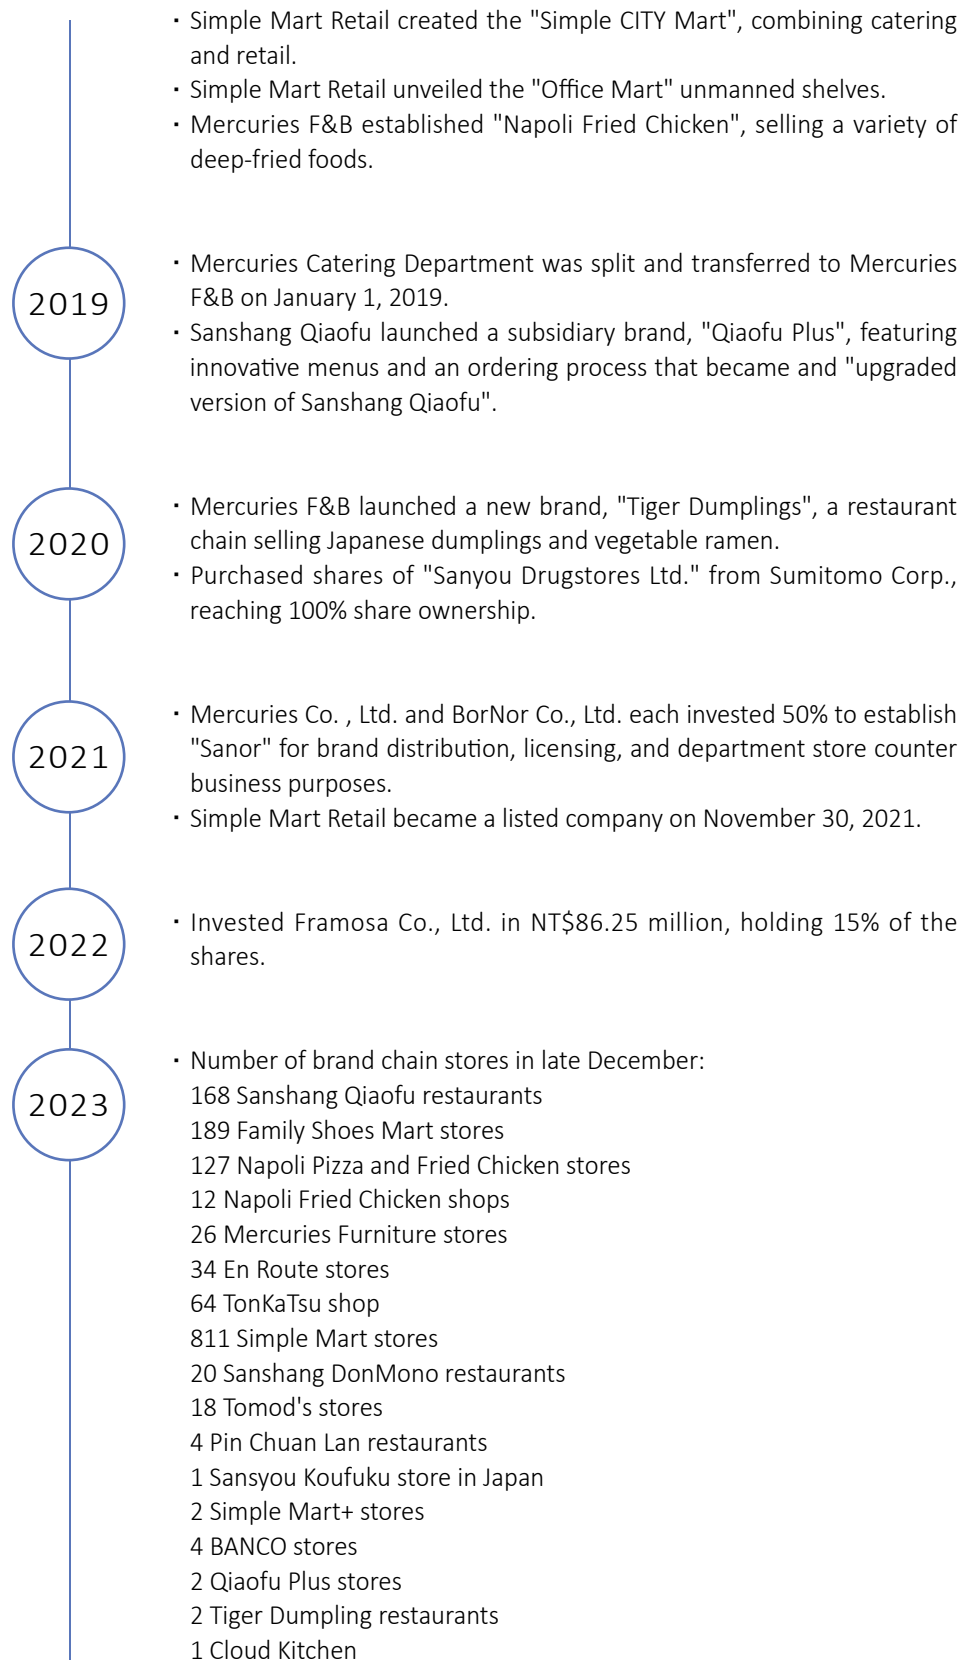 · Simple Mart Retail created the "Simple CITY Mart", combining catering
and retail.
· Simple Mart Retail unveiled the "Office Mart" unmanned shelves.
· Mercuries F&B established "Napoli Fried Chicken", selling a variety of
deep-fried foods.
2019
· Mercuries Catering Department was split and transferred to Mercuries
F&B on January 1, 2019.
· Sanshang Qiaofu launched a subsidiary brand, "Qiaofu Plus", featuring
innovative menus and an ordering process that became and "upgraded
version of Sanshang Qiaofu".
2020
· Mercuries F&B launched a new brand, "Tiger Dumplings", a restaurant
chain selling Japanese dumplings and vegetable ramen.
· Purchased shares of "Sanyou Drugstores Ltd." from Sumitomo Corp.,
reaching 100% share ownership.
2021
· Mercuries Co. , Ltd. and BorNor Co., Ltd. each invested 50% to establish
"Sanor" for brand distribution, licensing, and department store counter
business purposes.
· Simple Mart Retail became a listed company on November 30, 2021.
2022
· Invested Framosa Co., Ltd. in NT$86.25 million, holding 15% of the
shares.
2023
· Number of brand chain stores in late December:
168 Sanshang Qiaofu restaurants
189 Family Shoes Mart stores
127 Napoli Pizza and Fried Chicken stores
12 Napoli Fried Chicken shops
26 Mercuries Furniture stores
34 En Route stores
64 TonKaTsu shop
811 Simple Mart stores
20 Sanshang DonMono restaurants
18 Tomod's stores
4 Pin Chuan Lan restaurants
1 Sansyou Koufuku store in Japan
2 Simple Mart+ stores
4 BANCO stores
2 Qiaofu Plus stores
2 Tiger Dumpling restaurants
1 Cloud Kitchen